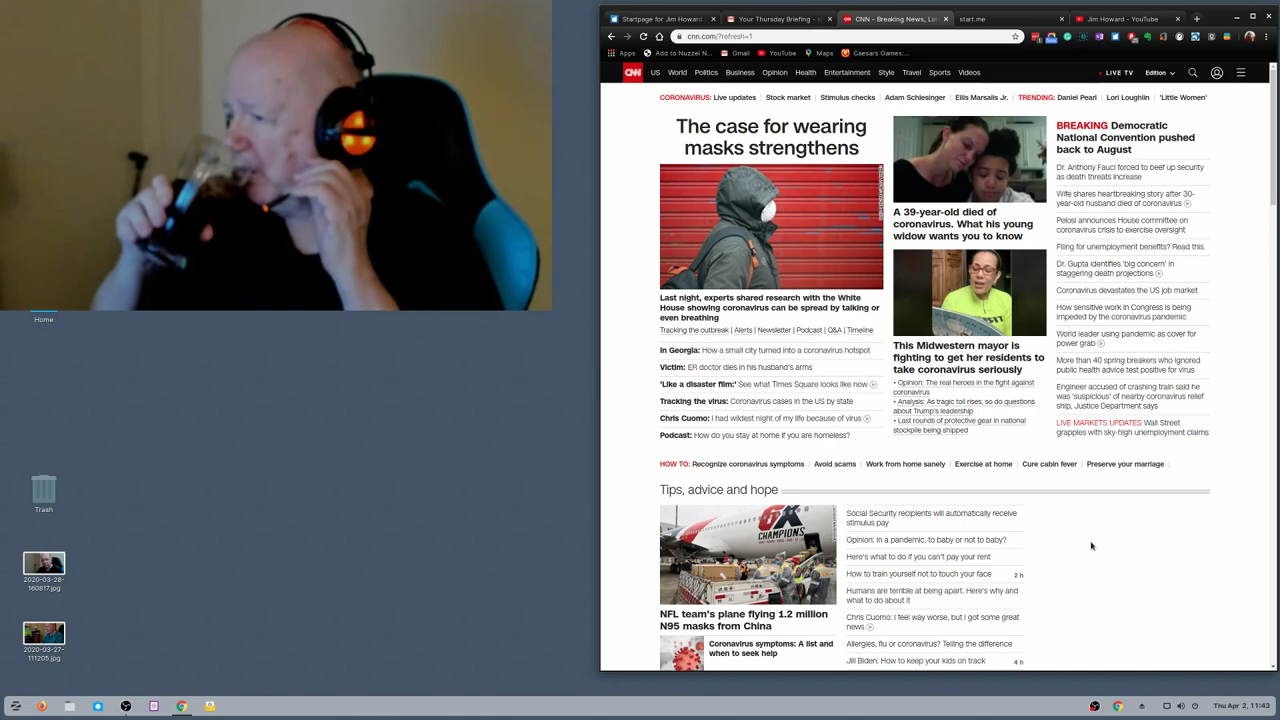 Startpage for Jim Howard
Your Thursday Briefing - s
CNN - Breaking News, Lat
start.me
Jim Howard - YouTube
cnn.com/?refresh=1
Apps
Add to Nuzzel N...
Gmail
YouTube
Maps
Caesars Games:...
CNN
US
World
Politics
Business
Opinion
Health
Entertainment
Style
Travel
Sports
Videos
LIVE TV
Edition
CORONAVIRUS: Live updates
Stock market
Stimulus checks
Adam Schlesinger
Ellis Marsalis Jr.
TRENDING: Daniel Pearl
Lori Loughlin
'Little Women'
The case for wearing
masks strengthens
Last night, experts shared research with the White
House showing coronavirus can be spread by talking or
even breathing
Tracking the outbreak | Alerts | Newsletter | Podcast | Q&A | Timeline
In Georgia: How a small city turned into a coronavirus hotspot
Victim: ER doctor dies in his husband's arms
'Like a disaster film:' See what Times Square looks like now
Tracking the virus: Coronavirus cases in the US by state
Chris Cuomo: I had wildest night of my life because of virus
Podcast: How do you stay at home if you are homeless?
A 39-year-old died of
coronavirus. What his young
widow wants you to know
This Midwestern mayor is
fighting to get her residents to
take coronavirus seriously
• Opinion: The real heroes in the fight against
coronavirus
• Analysis: As tragic toll rises, so do questions
about Trump's leadership
• Last rounds of protective gear in national
stockpile being shipped
BREAKING Democratic
National Convention pushed
back to August
Dr. Anthony Fauci forced to beef up security
as death threats increase
Wife shares heartbreaking story after 30-
year-old husband died of coronavirus
Pelosi announces House committee on
coronavirus crisis to exercise oversight
Filing for unemployment benefits? Read this.
Dr. Gupta identifies 'big concern' in
staggering death projections
Coronavirus devastates the US job market
How sensitive work in Congress is being
impeded by the coronavirus pandemic
World leader using pandemic as cover for
power grab
More than 40 spring breakers who ignored
public health advice test positive for virus
Engineer accused of crashing train said he
was 'suspicious' of nearby coronavirus relief
ship, Justice Department says
LIVE MARKETS UPDATES Wall Street
grapples with sky-high unemployment claims
HOW TO: Recognize coronavirus symptoms
Avoid scams
Work from home sanely
Exercise at home
Cure cabin fever
Preserve your marriage
Tips, advice and hope
CHAMPIONS
NFL team's plane flying 1.2 million
N95 masks from China
Coronavirus symptoms: A list and
when to seek help
Social Security recipients will automatically receive
stimulus pay
Opinion: In a pandemic, to baby or not to baby?
Here's what to do if you can't pay your rent
How to train yourself not to touch your face
2 h
Humans are terrible at being apart. Here's why and
what to do about it
Chris Cuomo: I feel way worse, but I got some great
news
Allergies, flu or coronavirus? Telling the difference
Jill Biden: How to keep your kids on track
4 h
Home
Trash
2020-03-28-
160817.jpg
2020-03-27-
111205.jpg
Thu Apr 2, 11:43